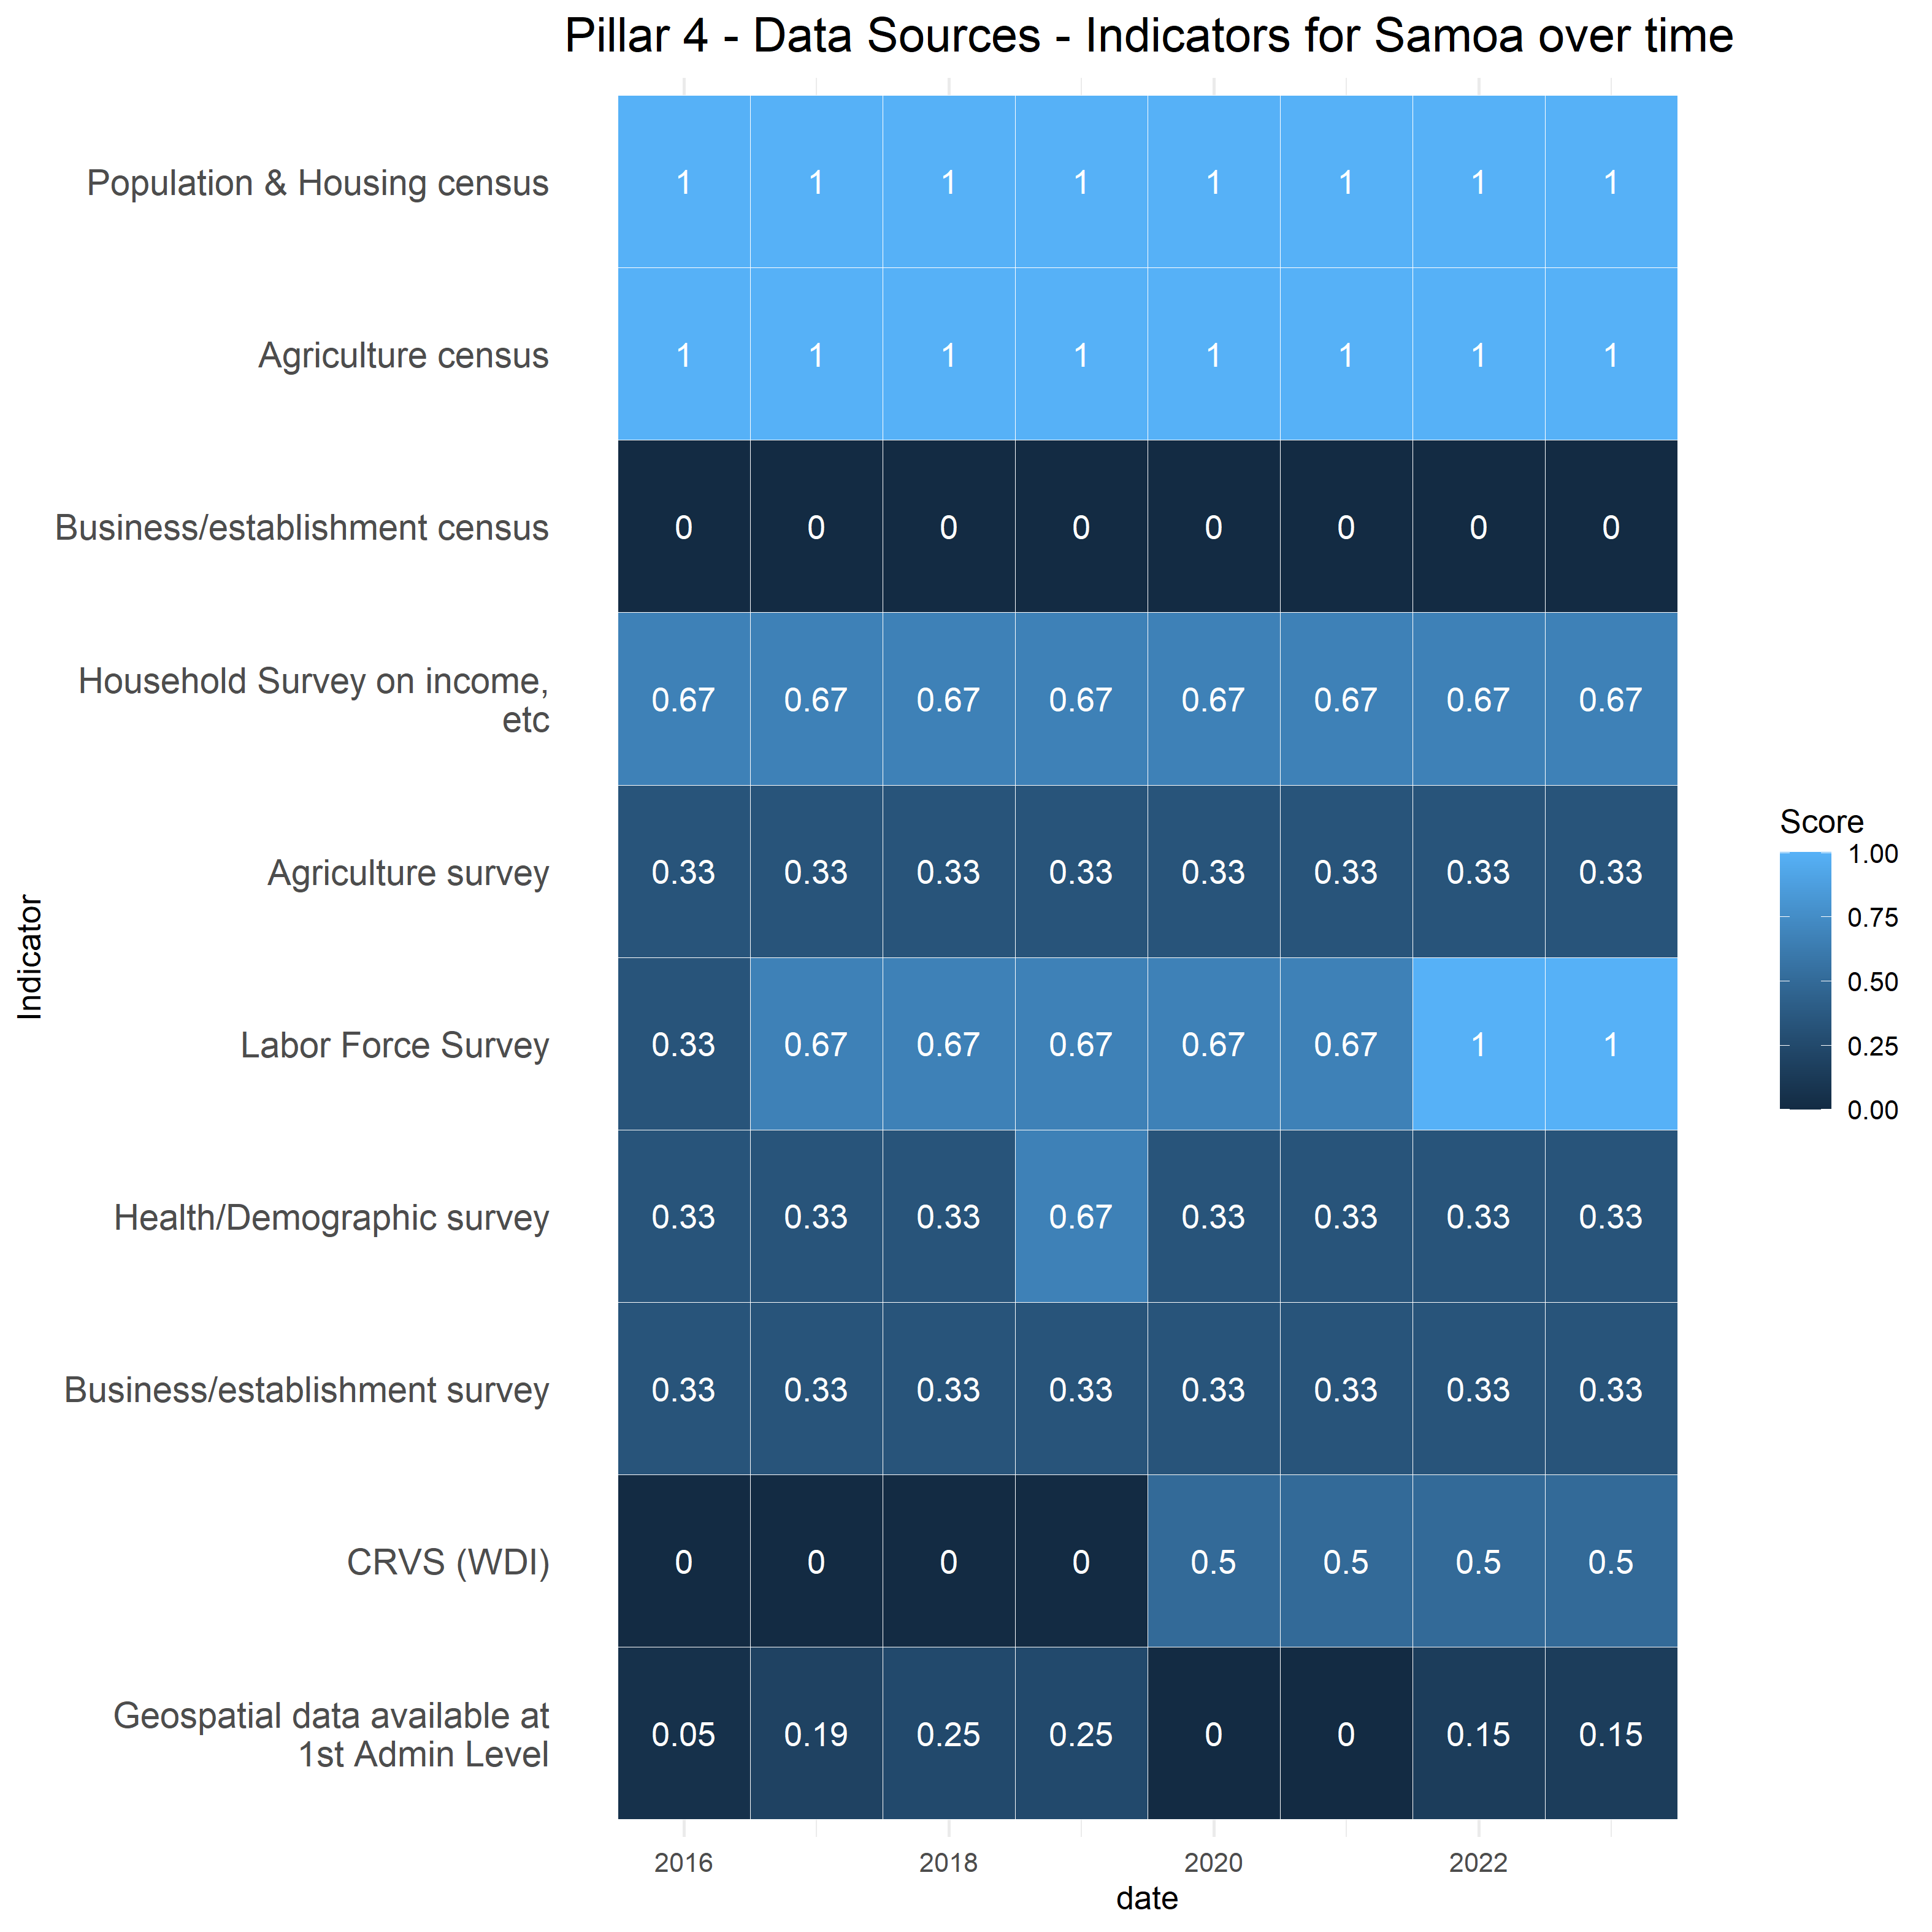 Pillar 4 - Data Sources - Indicators for Samoa over time
Indicator
Population & Housing census
1 1 1 1 1 1 1 1
Agriculture census
1 1 1 1 1 1 1 1
Business/establishment census
0 0 0 0 0 0 0 0
Household Survey on income,
etc
0.67 0.67 0.67 0.67 0.67 0.67 0.67 0.67
Agriculture survey
0.33 0.33 0.33 0.33 0.33 0.33 0.33 0.33
Labor Force Survey
0.33 0.67 0.67 0.67 0.67 0.67 1 1
Health/Demographic survey
0.33 0.33 0.33 0.67 0.33 0.33 0.33 0.33
Business/establishment survey
0.33 0.33 0.33 0.33 0.33 0.33 0.33 0.33
CRVS (WDI)
0 0 0 0 0.5 0.5 0.5 0.5
Geospatial data available at
1st Admin Level
0.05 0.19 0.25 0.25 0 0 0.15 0.15
2016 2018 2020 2022
date
Score
1.00
0.75
0.50
0.25
0.00